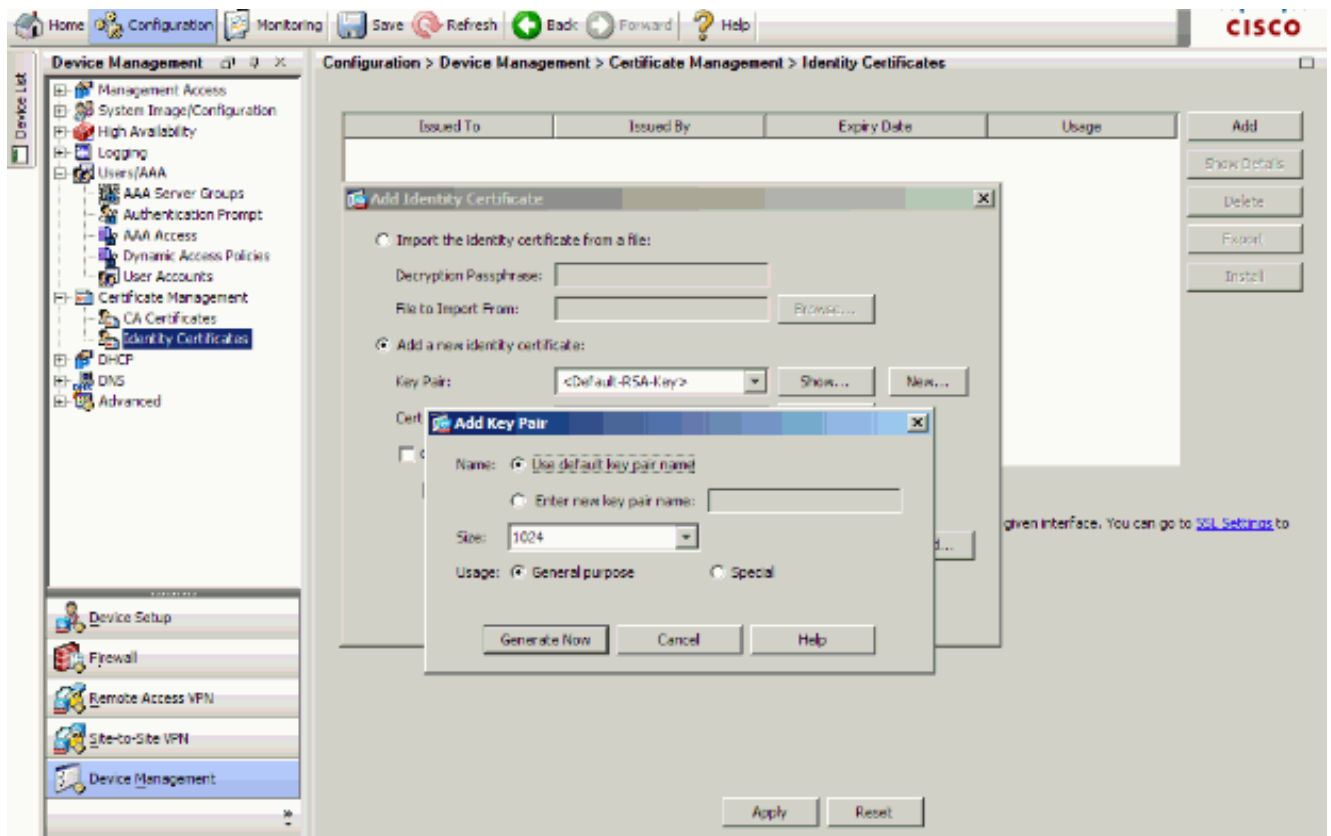 Home Configuration Monitoring Save Refresh Back Forward Help
CISCO
Device List
Device Management
Management Access
System Image/Configuration
High Availability
Logging
Users/AAA
AAA Server Groups
Authentication Prompt
AAA Access
Dynamic Access Policies
User Accounts
Certificate Management
CA Certificates
Identity Certificates
DHCP
DNS
Advanced
Device Setup
Firewall
Remote Access VPN
Site-to-Site VPN
Device Management
Configuration > Device Management > Certificate Management > Identity Certificates
Issued To Issued By Expiry Date Usage
Add
Show Details
Delete
Export
Install
Add Identity Certificate
Import the identity certificate from a file:
Decryption Passphrase:
File to Import From: Browse...
Add a new identity certificate:
Key Pair: <Default-RSA-Key> Show... New...
Cert
Add Key Pair
Name: Use default key pair name
Enter new key pair name:
Size: 1024
Usage: General purpose Special
Generate Now Cancel Help
given interface. You can go to SSL Settings to
Apply Reset